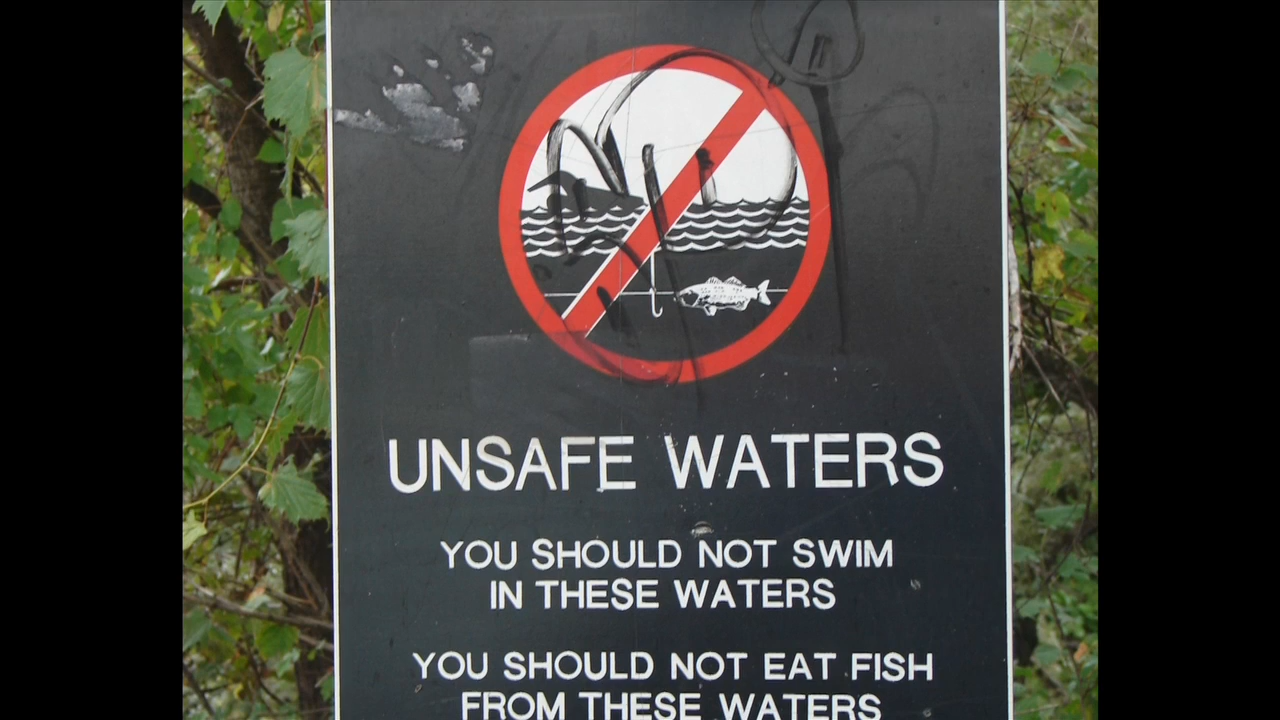 UNSAFE WATERS
YOU SHOULD NOT SWIM
IN THESE WATERS
YOU SHOULD NOT EAT FISH
FROM THESE WATERS